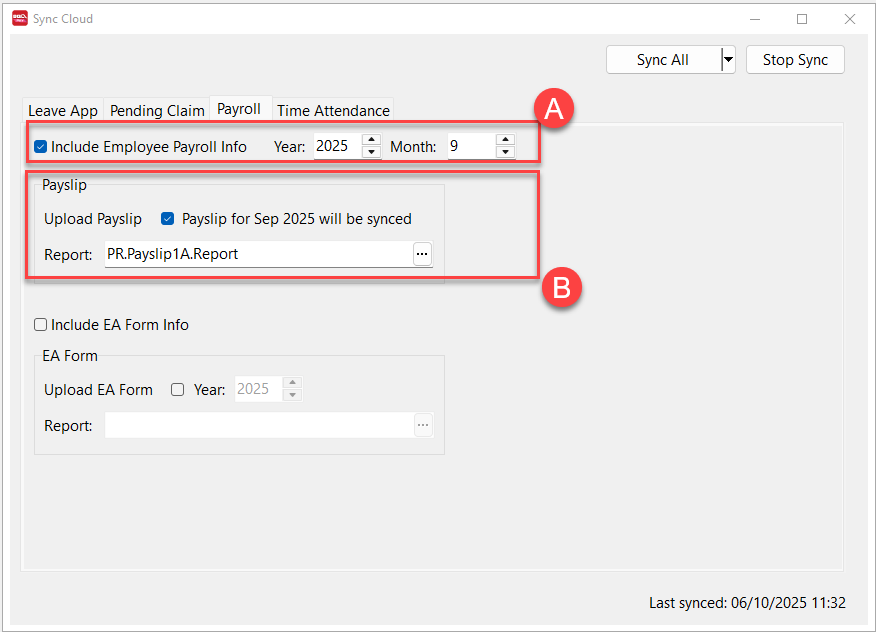 Sync Cloud
Sync All
Stop Sync
Leave App Pending Claim Payroll Time Attendance
A
Include Employee Payroll Info Year: 2025 Month: 9
Payslip
Upload Payslip Payslip for Sep 2025 will be synced
Report: PR.Payslip1A.Report ...
B
Include EA Form Info
EA Form
Upload EA Form Year: 2025
Report: ...
Last synced: 06/10/2025 11:32